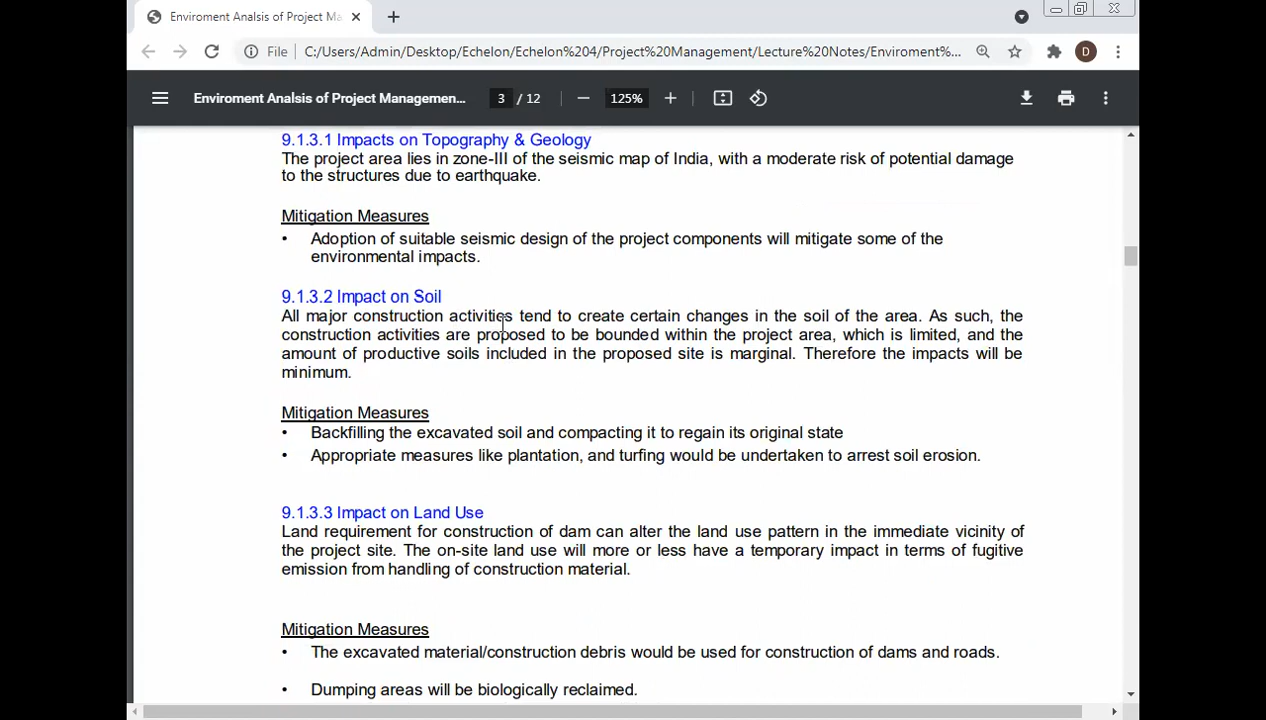 Enviroment Analsis of Project Ma
File C:/Users/Admin/Desktop/Echelon/Echelon%204/Project%20Management/Lecture%20Notes/Enviroment%... D
Enviroment Analsis of Project Managemen... 3 / 12 125%
9.1.3.1 Impacts on Topography & Geology
The project area lies in zone-III of the seismic map of India, with a moderate risk of potential damage
to the structures due to earthquake.
Mitigation Measures
• Adoption of suitable seismic design of the project components will mitigate some of the
environmental impacts.
9.1.3.2 Impact on Soil
All major construction activities tend to create certain changes in the soil of the area. As such, the
construction activities are proposed to be bounded within the project area, which is limited, and the
amount of productive soils included in the proposed site is marginal. Therefore the impacts will be
minimum.
Mitigation Measures
• Backfilling the excavated soil and compacting it to regain its original state
• Appropriate measures like plantation, and turfing would be undertaken to arrest soil erosion.
9.1.3.3 Impact on Land Use
Land requirement for construction of dam can alter the land use pattern in the immediate vicinity of
the project site. The on-site land use will more or less have a temporary impact in terms of fugitive
emission from handling of construction material.
Mitigation Measures
• The excavated material/construction debris would be used for construction of dams and roads.
• Dumping areas will be biologically reclaimed.